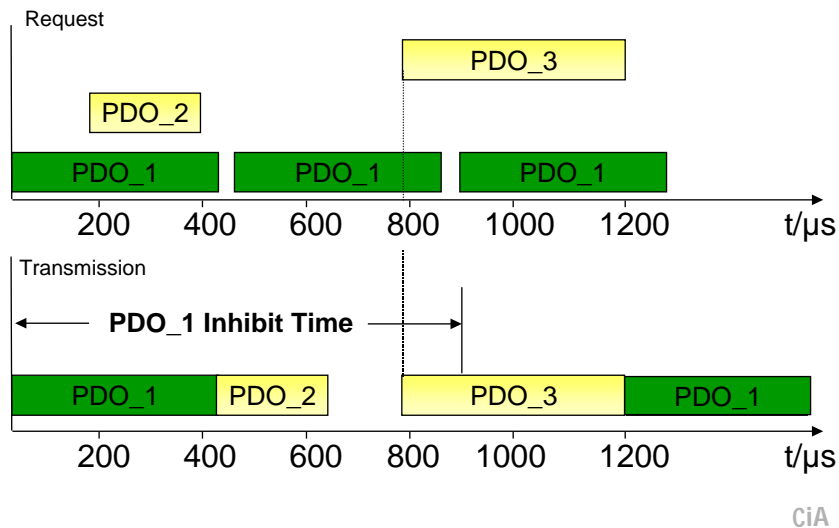 Request
PDO_3
PDO_2
PDO_1 PDO_1 PDO_1
200 400 600 800 1000 1200 t/µs
Transmission
PDO_1 Inhibit Time
PDO_1 PDO_2 PDO_3 PDO_1
200 400 600 800 1000 1200 t/µs
CiA